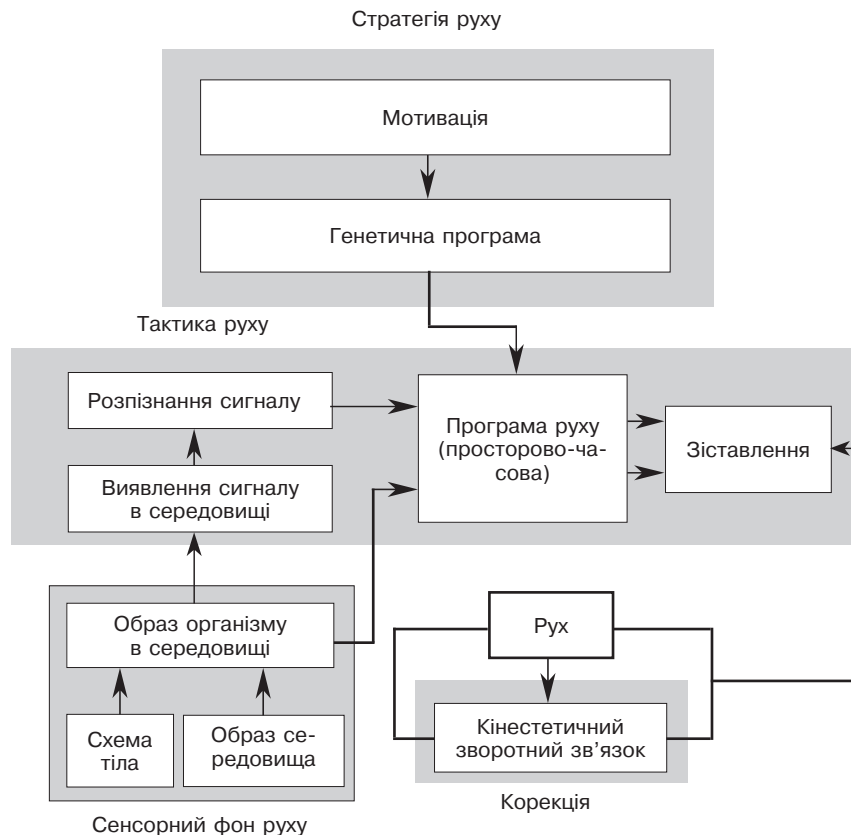 Стратегія руху
Мотивація
Генетична програма
Тактика руху
Розпізнання сигналу
Виявлення сигналу
в середовищі
Програма руху
(просторово-ча-
сова)
Зіставлення
Образ організму
в середовищі
Схема
тіла
Образ се-
редовища
Сенсорний фон руху
Рух
Кінестетичний
зворотний зв'язок
Корекція